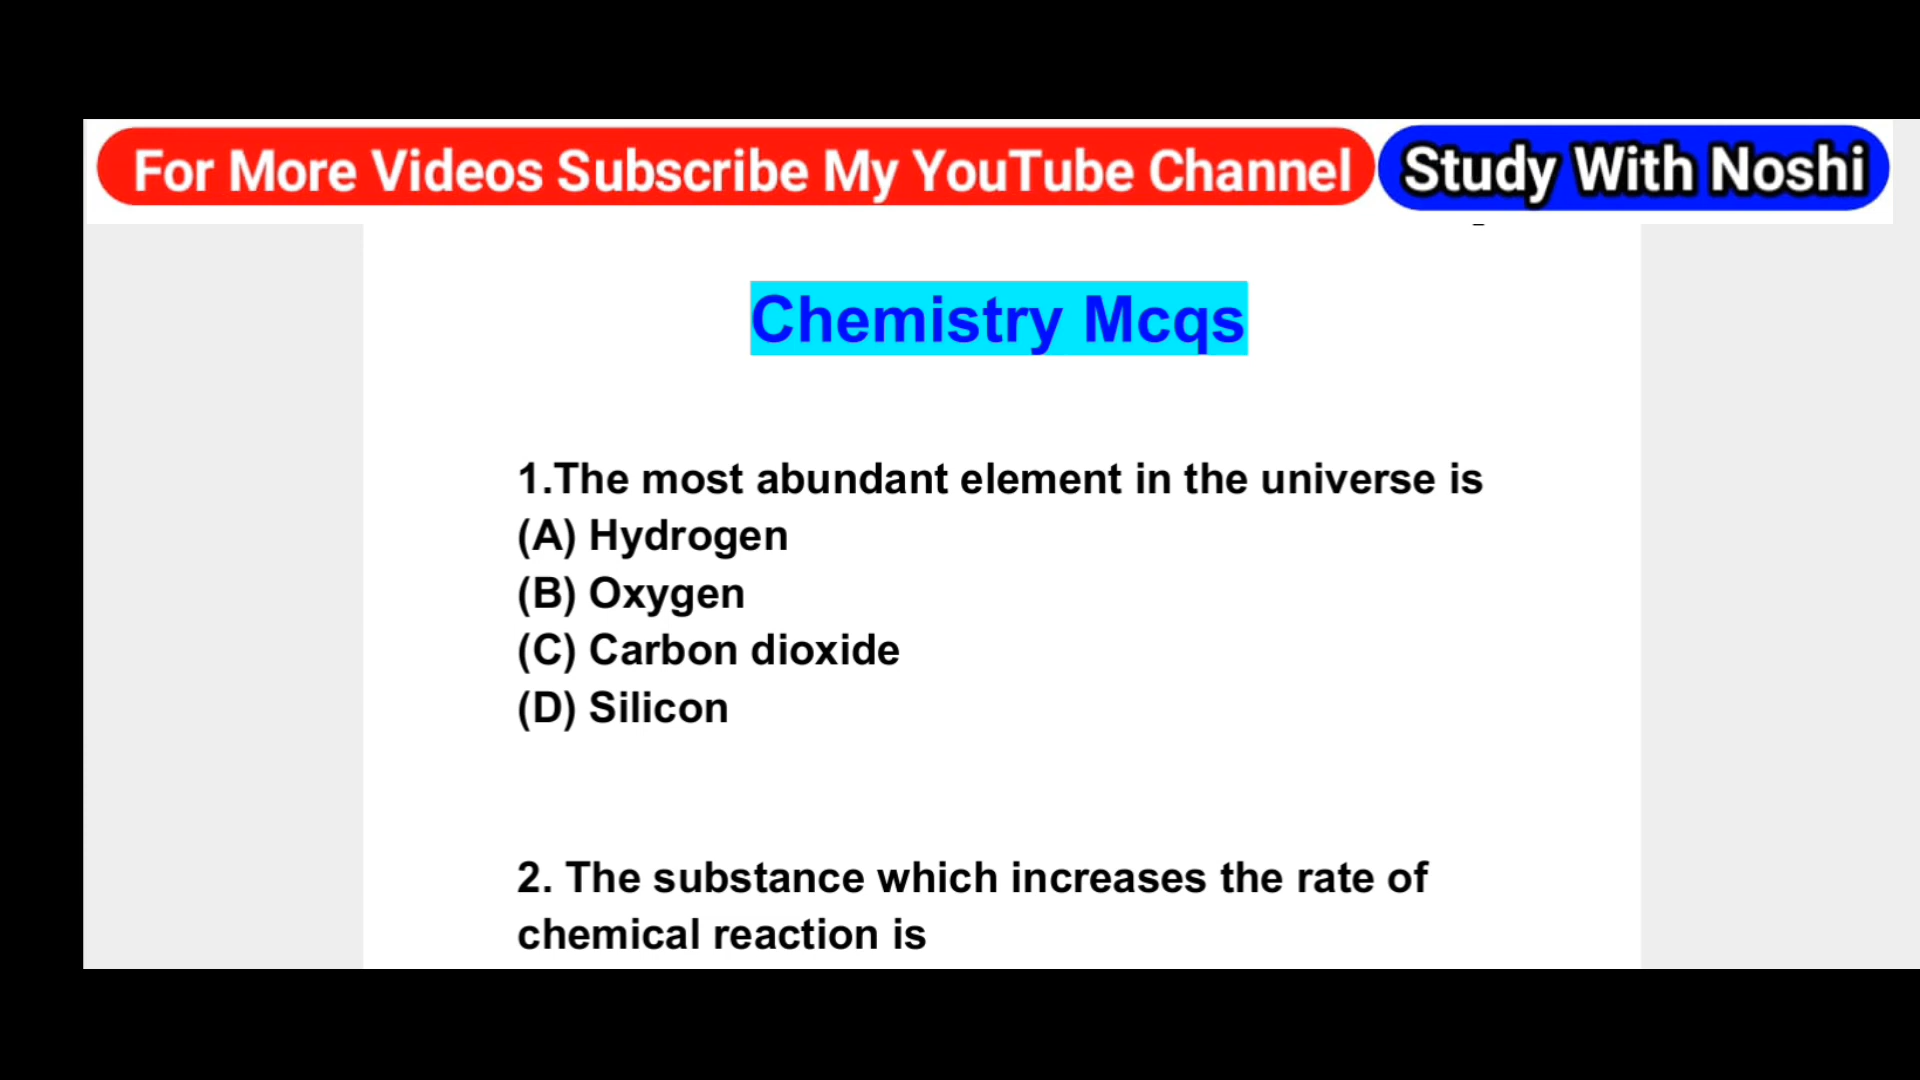 For More Videos Subscribe My YouTube Channel Study With Noshi
Chemistry Mcqs
1.The most abundant element in the universe is
(A) Hydrogen
(B) Oxygen
(C) Carbon dioxide
(D) Silicon
2. The substance which increases the rate of
chemical reaction is